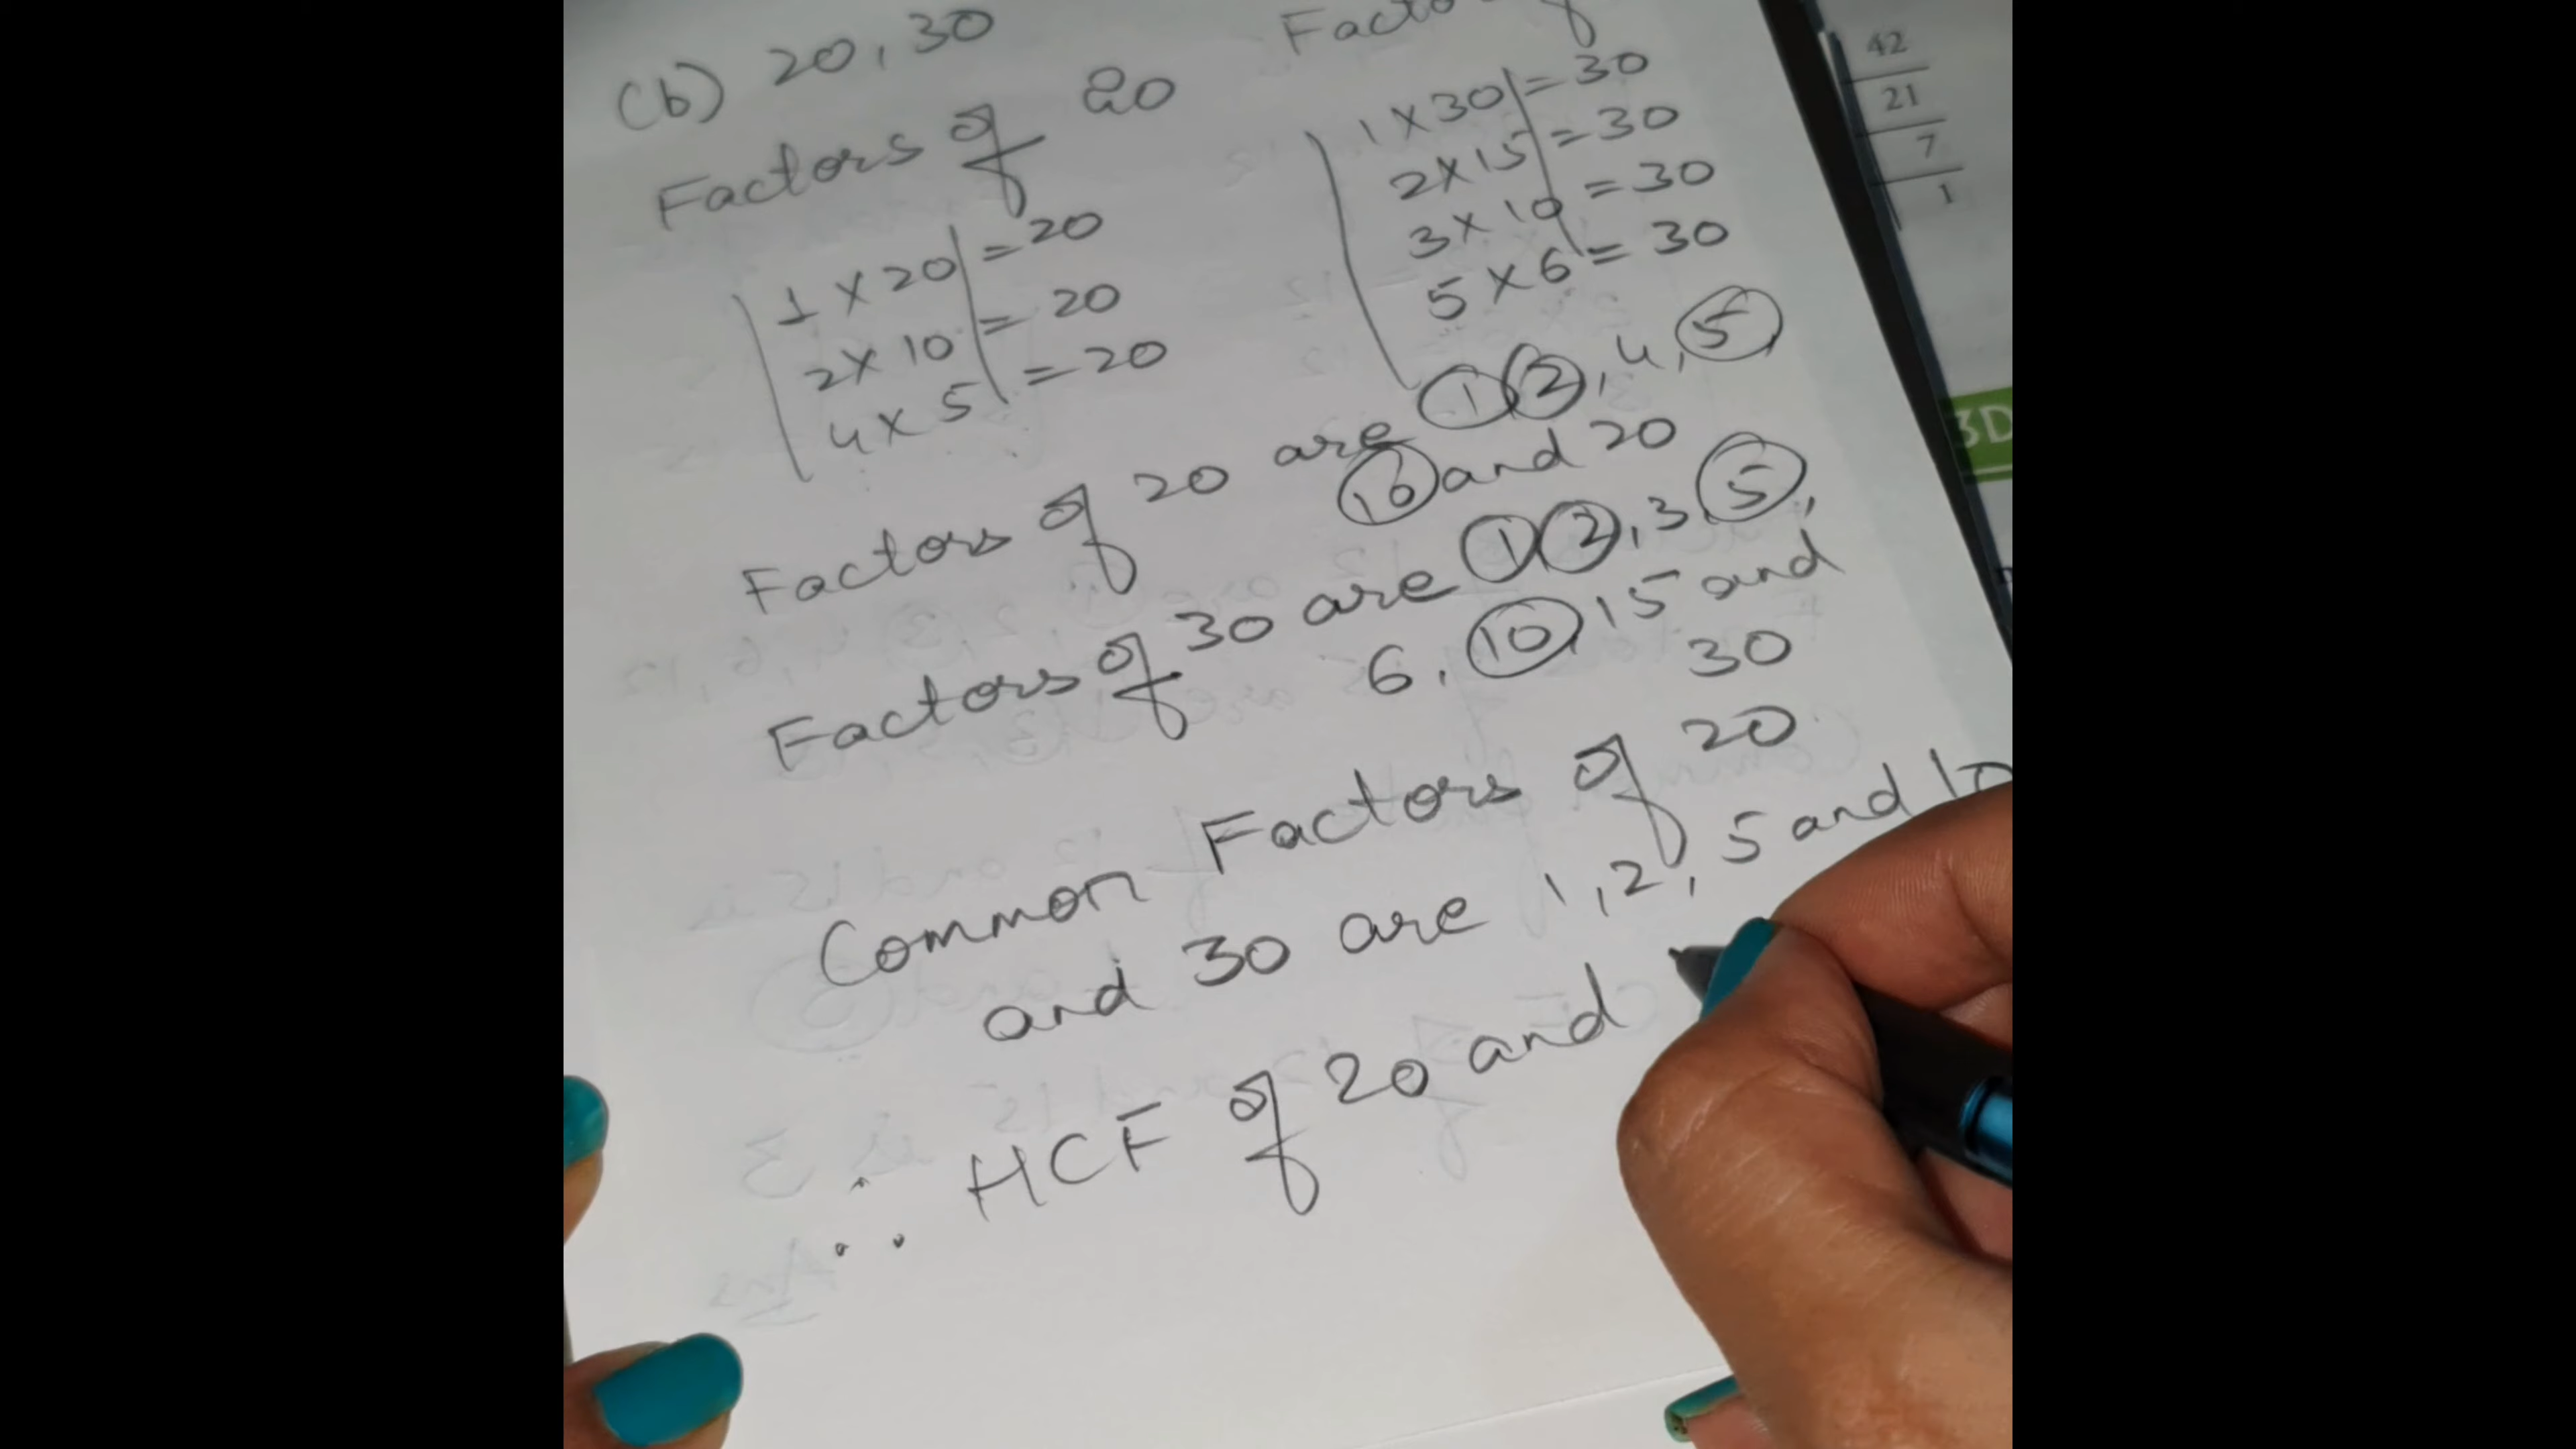 (b) 20, 30
Factors of 20
1 × 20 = 20
2 × 10 = 20
4 × 5 = 20
1 × 30 = 30
2 × 15 = 30
3 × 10 = 30
5 × 6 = 30
Factors of 20 are 1 2, 4, 5
10 and 20
Factors of 30 are 1 2, 3 5,
6, 10 15 and
30
Common Factors of 20
and 30 are 1, 2, 5 and 10
∴ HCF of 20 and
42
21
7
1
3D